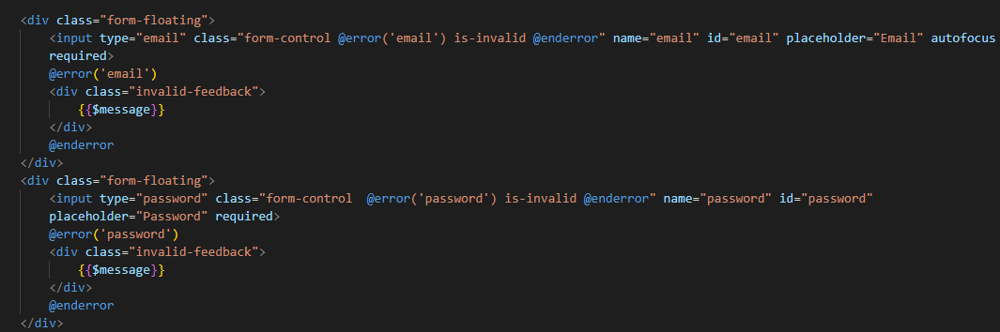 <div class="form-floating">
<input type="email" class="form-control @error('email') is-invalid @enderror" name="email" id="email" placeholder="Email" autofocus
required>
@error('email')
<div class="invalid-feedback">
{{$message}}
</div>
@enderror
</div>
<div class="form-floating">
<input type="password" class="form-control  @error('password') is-invalid @enderror" name="password" id="password"
placeholder="Password" required>
@error('password')
<div class="invalid-feedback">
{{$message}}
</div>
@enderror
</div>